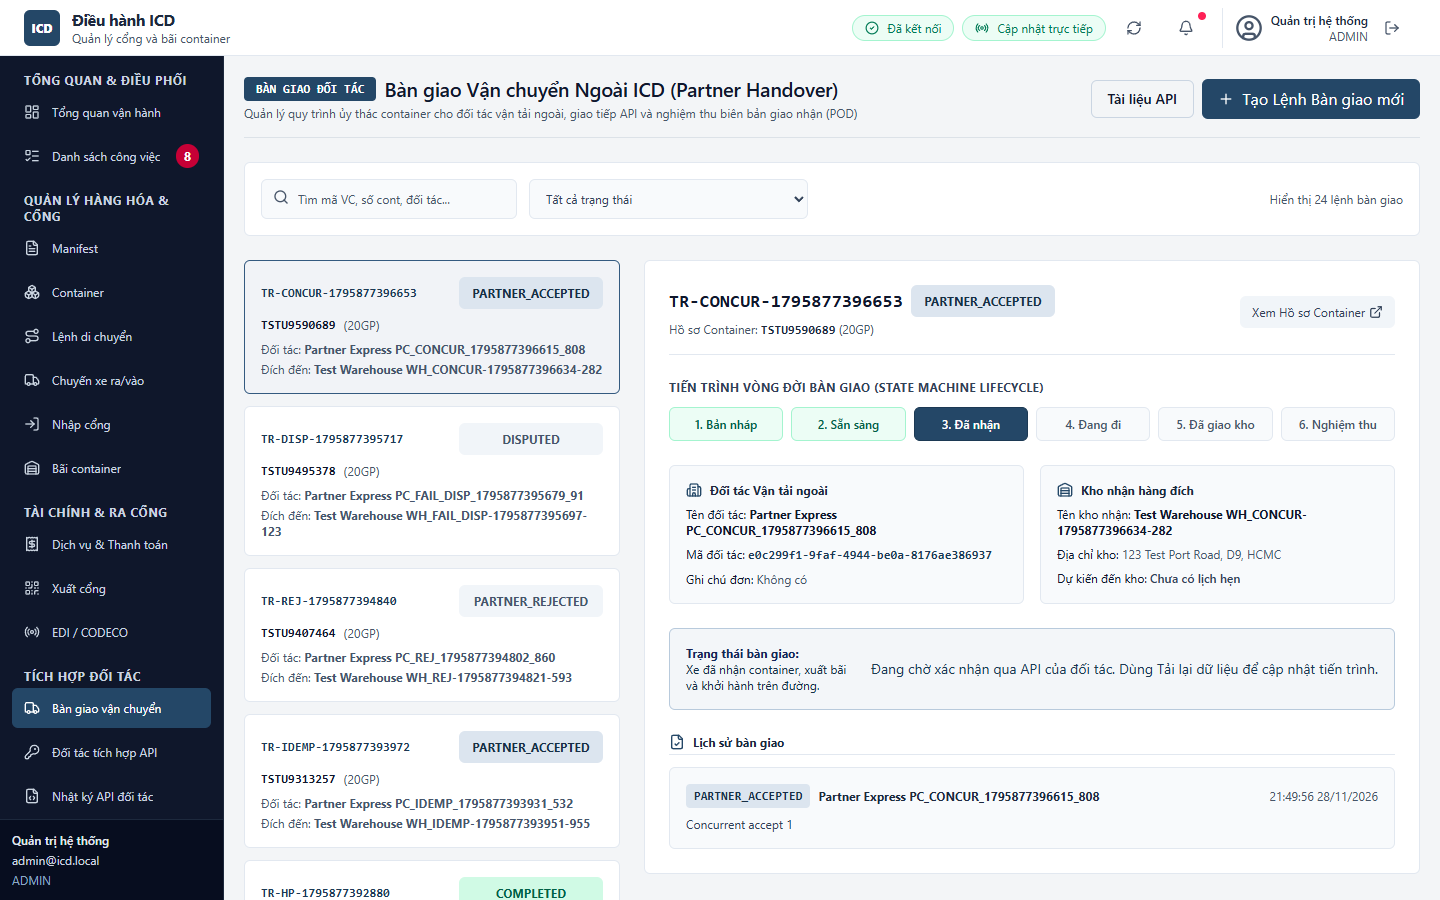 ICD
Điều hành ICD
Quản lý cổng và bãi container
Đã kết nối
Cập nhật trực tiếp
Quản trị hệ thống
ADMIN
TỔNG QUAN & ĐIỀU PHỐI
Tổng quan vận hành
Danh sách công việc
8
QUẢN LÝ HÀNG HÓA &
CỔNG
Manifest
Container
Lệnh di chuyển
Chuyến xe ra/vào
Nhập cổng
Bãi container
TÀI CHÍNH & RA CỔNG
Dịch vụ & Thanh toán
Xuất cổng
EDI / CODECO
TÍCH HỢP ĐỐI TÁC
Bàn giao vận chuyển
Đối tác tích hợp API
Nhật ký API đối tác
Quản trị hệ thống
admin@icd.local
ADMIN
BÀN GIAO ĐỐI TÁC
Bàn giao Vận chuyển Ngoài ICD (Partner Handover)
Quản lý quy trình ủy thác container cho đối tác vận tải ngoài, giao tiếp API và nghiệm thu biên bản giao nhận (POD)
Tài liệu API
Tạo Lệnh Bàn giao mới
Tìm mã VC, số cont, đối tác...
Tất cả trạng thái
Hiển thị 24 lệnh bàn giao
TR-CONCUR-1795877396653
PARTNER_ACCEPTED
TSTU9590689 (20GP)
Đối tác: Partner Express PC_CONCUR_1795877396615_808
Đích đến: Test Warehouse WH_CONCUR-1795877396634-282
TR-DISP-1795877395717
DISPUTED
TSTU9495378 (20GP)
Đối tác: Partner Express PC_FAIL_DISP_1795877395679_91
Đích đến: Test Warehouse WH_FAIL_DISP-1795877395697-
123
TR-REJ-1795877394840
PARTNER_REJECTED
TSTU9407464 (20GP)
Đối tác: Partner Express PC_REJ_1795877394802_860
Đích đến: Test Warehouse WH_REJ-1795877394821-593
TR-IDEMP-1795877393972
PARTNER_ACCEPTED
TSTU9313257 (20GP)
Đối tác: Partner Express PC_IDEMP_1795877393931_532
Đích đến: Test Warehouse WH_IDEMP-1795877393951-955
TR-HP-1795877392880
COMPLETED
TR-CONCUR-1795877396653
PARTNER_ACCEPTED
Hồ sơ Container: TSTU9590689 (20GP)
Xem Hồ sơ Container
TIẾN TRÌNH VÒNG ĐỜI BÀN GIAO (STATE MACHINE LIFECYCLE)
1. Bản nháp
2. Sẵn sàng
3. Đã nhận
4. Đang đi
5. Đã giao kho
6. Nghiệm thu
Đối tác Vận tải ngoài
Tên đối tác: Partner Express
PC_CONCUR_1795877396615_808
Mã đối tác: e0c299f1-9faf-4944-be0a-8176ae386937
Ghi chú đơn: Không có
Kho nhận hàng đích
Tên kho nhận: Test Warehouse WH_CONCUR-
1795877396634-282
Địa chỉ kho: 123 Test Port Road, D9, HCMC
Dự kiến đến kho: Chưa có lịch hẹn
Trạng thái bàn giao:
Xe đã nhận container, xuất bãi
và khởi hành trên đường.
Đang chờ xác nhận qua API của đối tác. Dùng Tải lại dữ liệu để cập nhật tiến trình.
Lịch sử bàn giao
PARTNER_ACCEPTED
Partner Express PC_CONCUR_1795877396615_808
21:49:56 28/11/2026
Concurrent accept 1